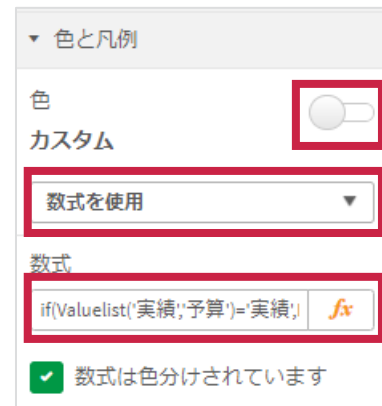 ▼ 色と凡例
色
カスタム
数式を使用 ▼
数式
if(Valuelist('実績','予算')='実績', fx
数式は色分けされています